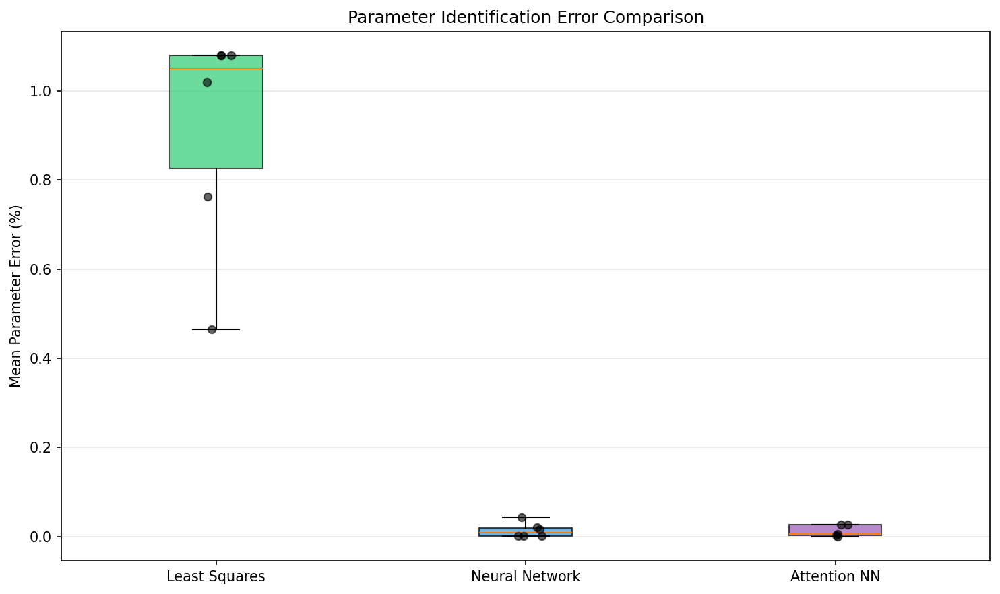 Parameter Identification Error Comparison
Mean Parameter Error (%)
1.0
0.8
0.6
0.4
0.2
0.0
Least Squares
Neural Network
Attention NN